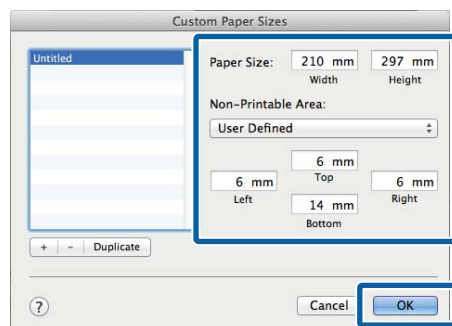 Custom Paper Sizes
Untitled
Paper Size: 210 mm 297 mm
Width Height
Non-Printable Area:
User Defined
6 mm
Top
6 mm 6 mm
Left Right
14 mm
Bottom
+ - Duplicate
? Cancel OK